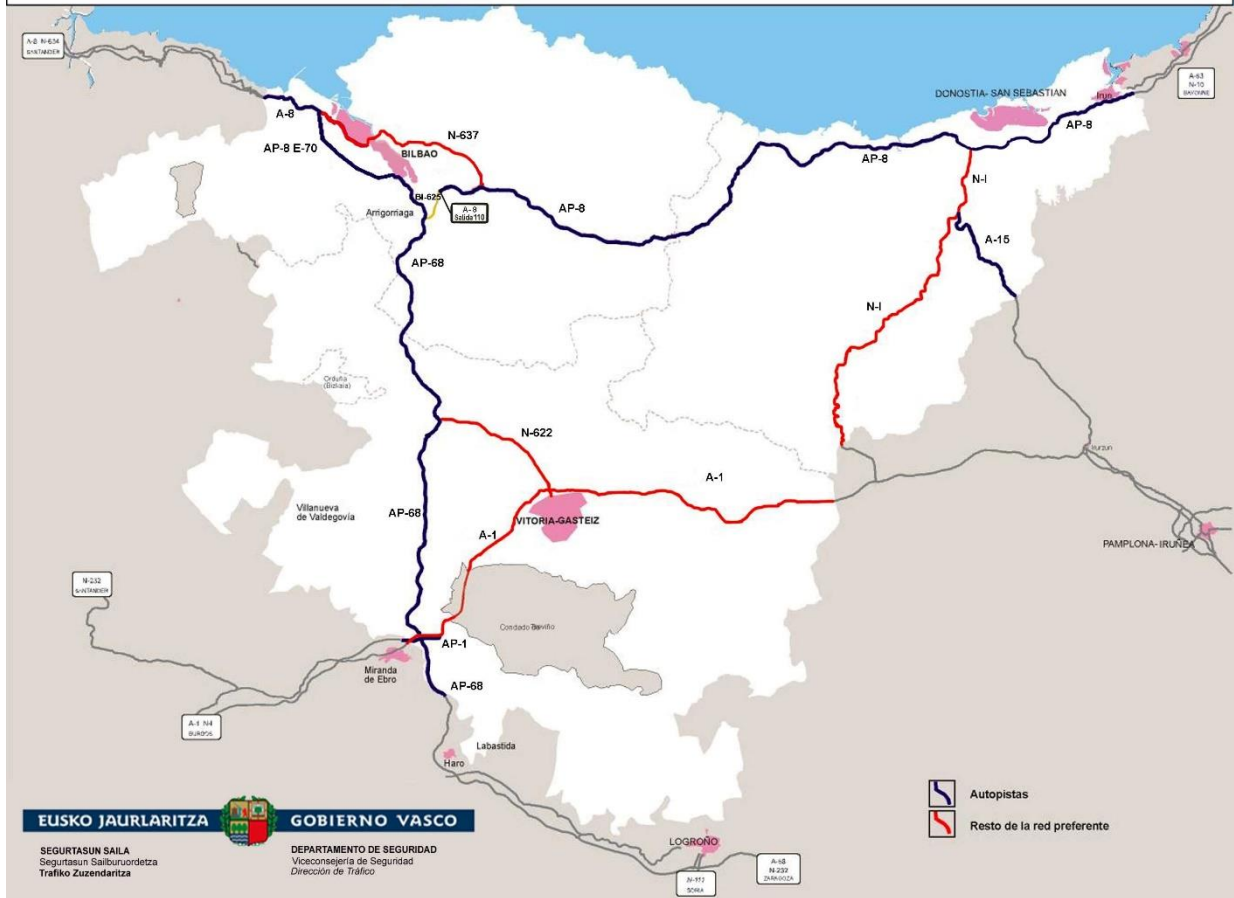 A-8 N-634
SANTANDER
A-63
N-10
BAYONNE
DONOSTIA- SAN SEBASTIAN
Irun
A-8
N-637
AP-8
AP-8
AP-8 E-70
BILBAO
N-I
BI-625
A- 8
Salida 110
AP-8
Arrigorriaga
A-15
AP-68
N-I
Orduña
(Bizkaia)
N-622
Irurzun
A-1
Villanueva
de Valdegovía
AP-68
VITORIA-GASTEIZ
A-1
PAMPLONA- IRUÑEA
N-232
SANTANDER
Condado de Treviño
AP-1
Miranda
de Ebro
AP-68
A-1 N-I
BURGOS
Labastida
Haro
Autopistas
Resto de la red preferente
EUSKO JAURLARITZA
GOBIERNO VASCO
SEGURTASUN SAILA
Segurtasun Sailburuordetza
Trafiko Zuzendaritza
DEPARTAMENTO DE SEGURIDAD
Viceconsejería de Seguridad
Dirección de Tráfico
LOGROÑO
A-68
N-232
ZARAGOZA
SORIA